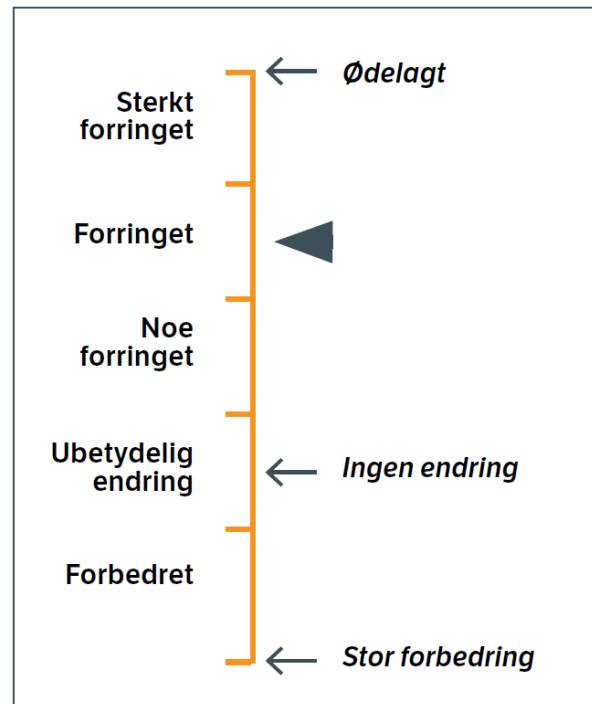 Ødelagt
Sterkt
forringet
Forringet
Noe
forringet
Ubetydelig
endring
Ingen endring
Forbedret
Stor forbedring